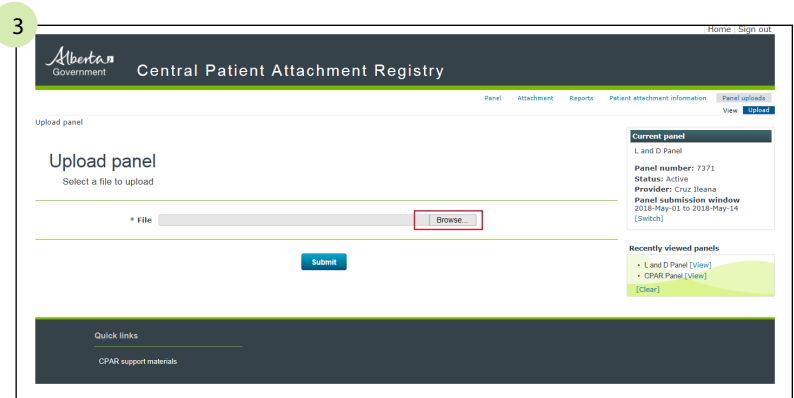 3
Home Sign out
Alberta
Government
Central Patient Attachment Registry
Panel Attachment Reports Patient attachment information Panel uploads
View Upload
Upload panel
Upload panel
Select a file to upload
* File Browse...
Submit
Current panel
L and D Panel
Panel number: 7371
Status: Active
Provider: Cruz Ileana
Panel submission window
2018-May-01 to 2018-May-14
[Switch]
Recently viewed panels
• L and D Panel [View]
• CPAR Panel [View]
[Clear]
Quick links
CPAR support materials